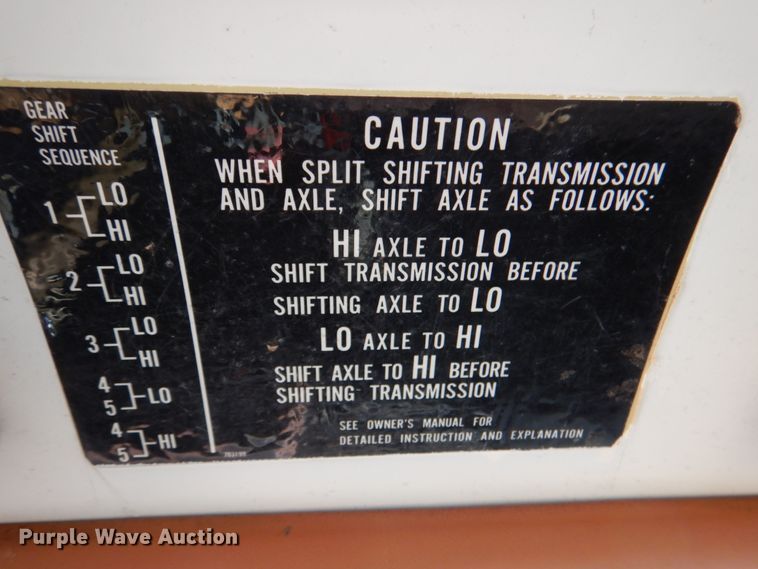 GEAR
SHIFT
SEQUENCE
1 LO
HI
2 LO
HI
3 LO
HI
4
5 LO
4
5 HI
CAUTION
WHEN SPLIT SHIFTING TRANSMISSION
AND AXLE, SHIFT AXLE AS FOLLOWS:
HI AXLE TO LO
SHIFT TRANSMISSION BEFORE
SHIFTING AXLE TO LO
LO AXLE TO HI
SHIFT AXLE TO HI BEFORE
SHIFTING TRANSMISSION
SEE OWNER'S MANUAL FOR
DETAILED INSTRUCTION AND EXPLANATION
Purple Wave Auction